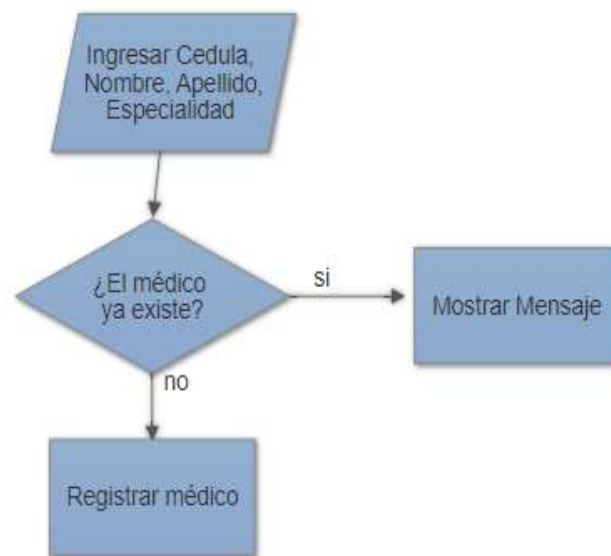 Ingresar Cedula,
Nombre, Apellido,
Especialidad
¿El médico
ya existe?
si
Mostrar Mensaje
no
Registrar médico